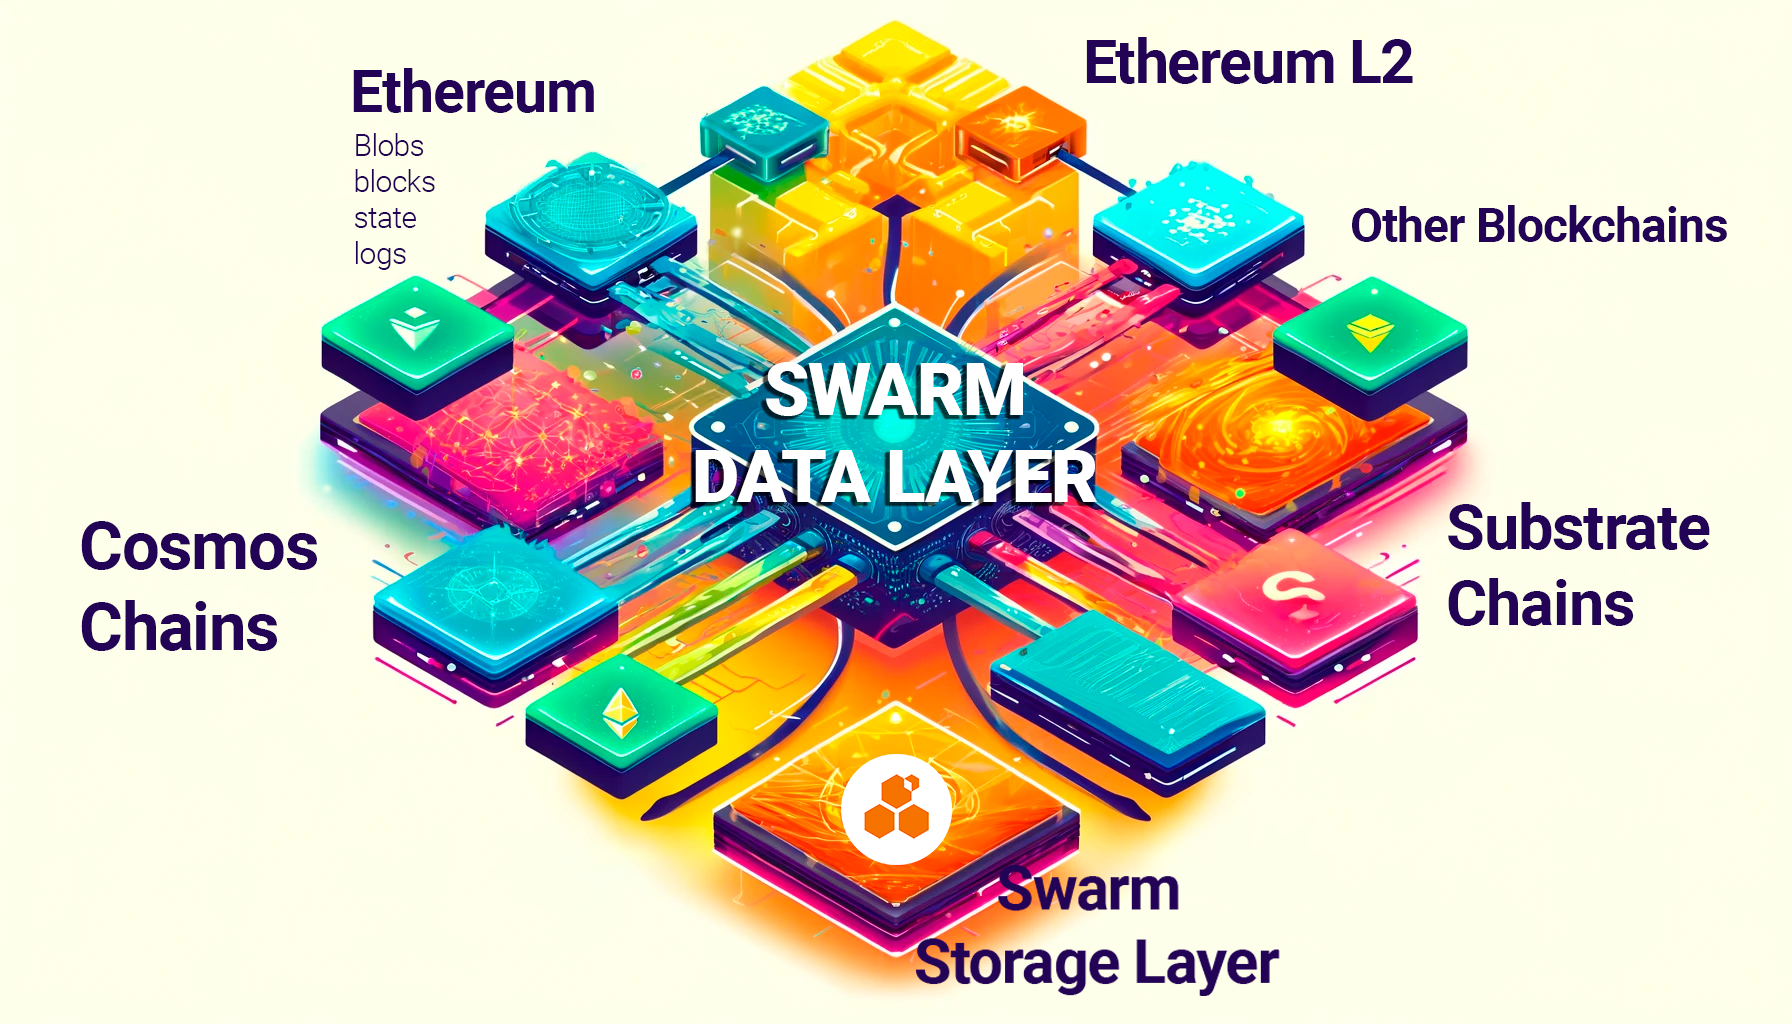 Ethereum
Blobs
blocks
state
logs
Ethereum L2
Other Blockchains
SWARM
DATA LAYER
Cosmos
Chains
Substrate
Chains
Swarm
Storage Layer